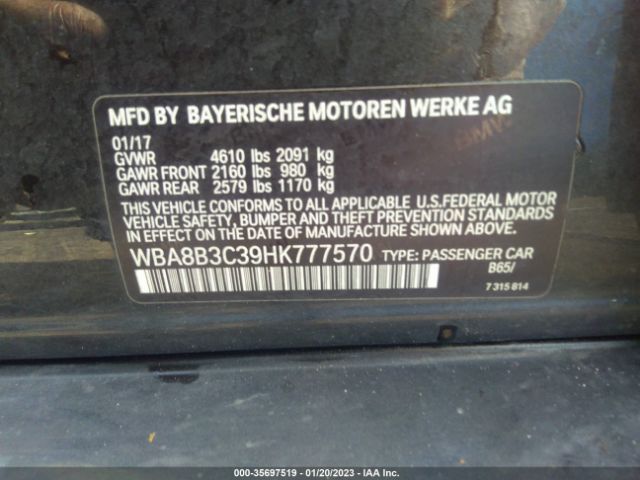 MFD BY BAYERISCHE MOTOREN WERKE AG
01/17
GVWR 4610 lbs 2091 kg
GAWR FRONT 2160 lbs 980 kg
GAWR REAR 2579 lbs 1170 kg
THIS VEHICLE CONFORMS TO ALL APPLICABLE U.S.FEDERAL MOTOR
VEHICLE SAFETY, BUMPER AND THEFT PREVENTION STANDARDS
IN EFFECT ON THE DATE OF MANUFACTURE SHOWN ABOVE.
WBA8B3C39HK777570 TYPE: PASSENGER CAR
B65/
7 315 814
000-35697519 - 01/20/2023 - IAA Inc.